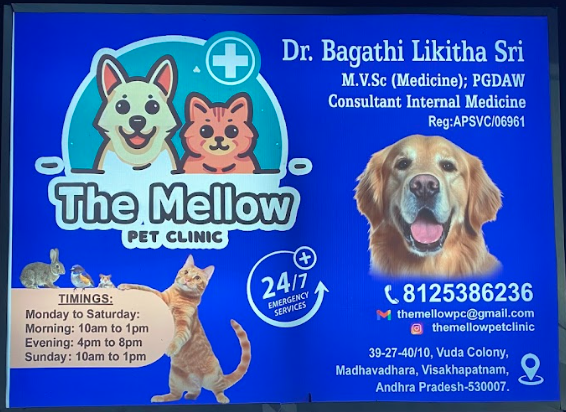 Dr. Bagathi Likitha Sri
M.V.Sc (Medicine); PGDAW
Consultant Internal Medicine
Reg:APSVC/06961
The Mellow
PET CLINIC
TIMINGS:
Monday to Saturday:
Morning: 10am to 1pm
Evening: 4pm to 8pm
Sunday: 10am to 1pm
24/7
EMERGENCY
SERVICES
8125386236
themellowpc@gmail.com
themellowpetclinic
39-27-40/10, Vuda Colony,
Madhavadhara, Visakhapatnam,
Andhra Pradesh-530007.